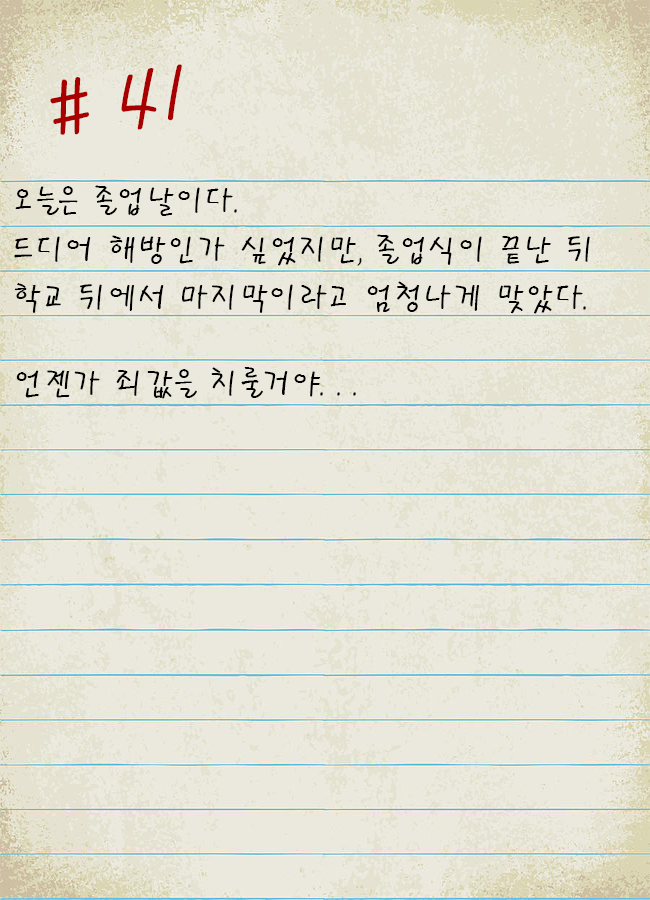 # 41
오늘은 졸업날이다.
드디어 해방인가 싶었지만, 졸업식이 끝난 뒤
학교 뒤에서 마지막이라고 엄청나게 맞았다.
언젠가 죄값을 치룰거야...